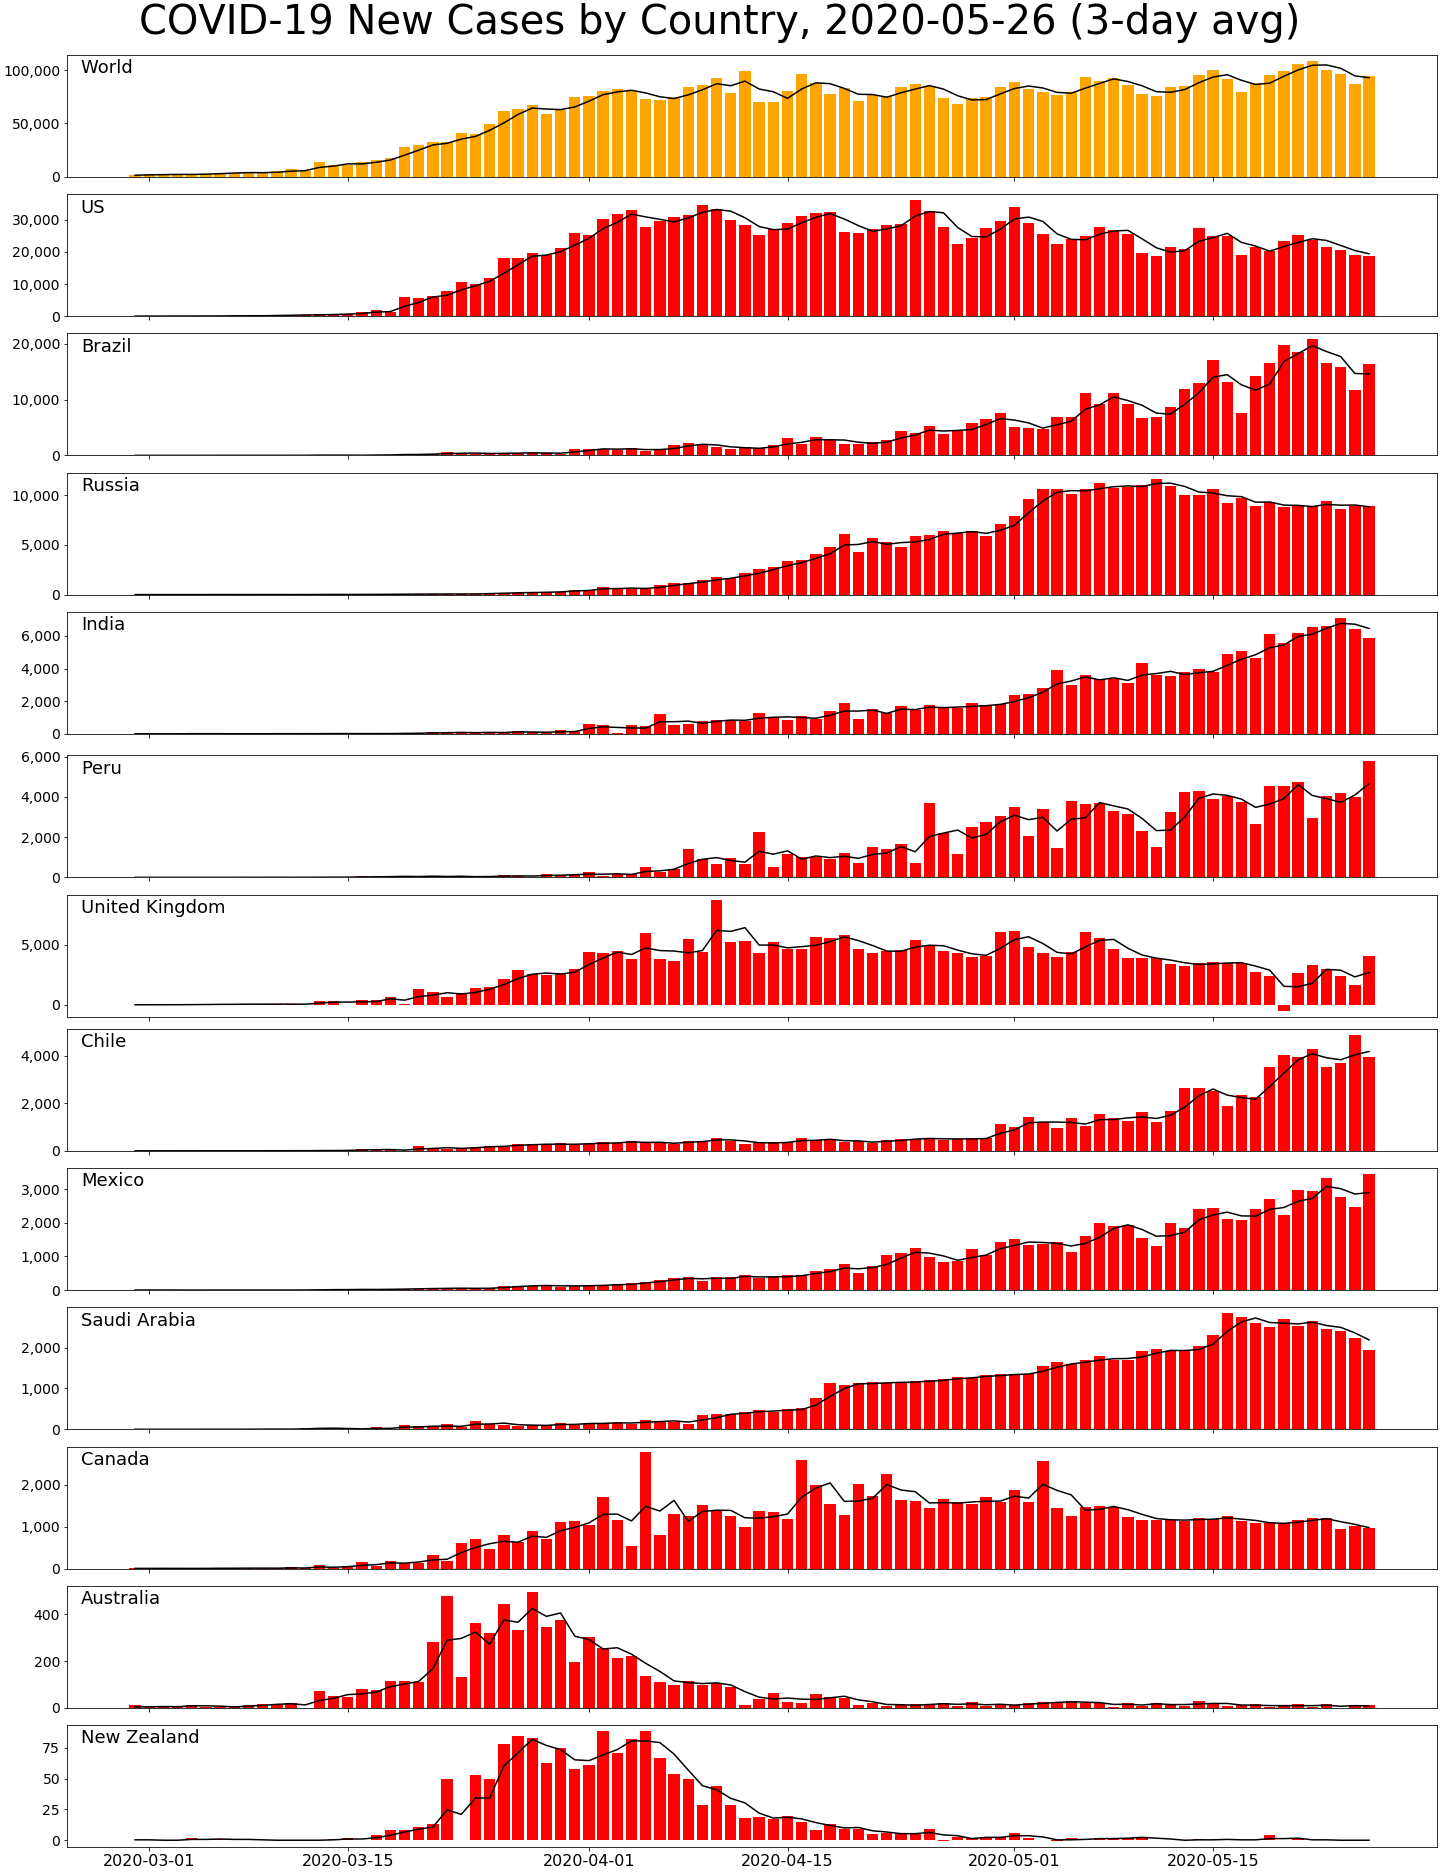 COVID-19 New Cases by Country, 2020-05-26 (3-day avg)
World
100,000
50,000
0
US
30,000
20,000
10,000
0
Brazil
20,000
10,000
0
Russia
10,000
5,000
0
India
6,000
4,000
2,000
0
Peru
6,000
4,000
2,000
0
United Kingdom
5,000
0
Chile
4,000
2,000
0
Mexico
3,000
2,000
1,000
0
Saudi Arabia
2,000
1,000
0
Canada
2,000
1,000
0
Australia
400
200
0
New Zealand
75
50
25
0
2020-03-01 2020-03-15 2020-04-01 2020-04-15 2020-05-01 2020-05-15